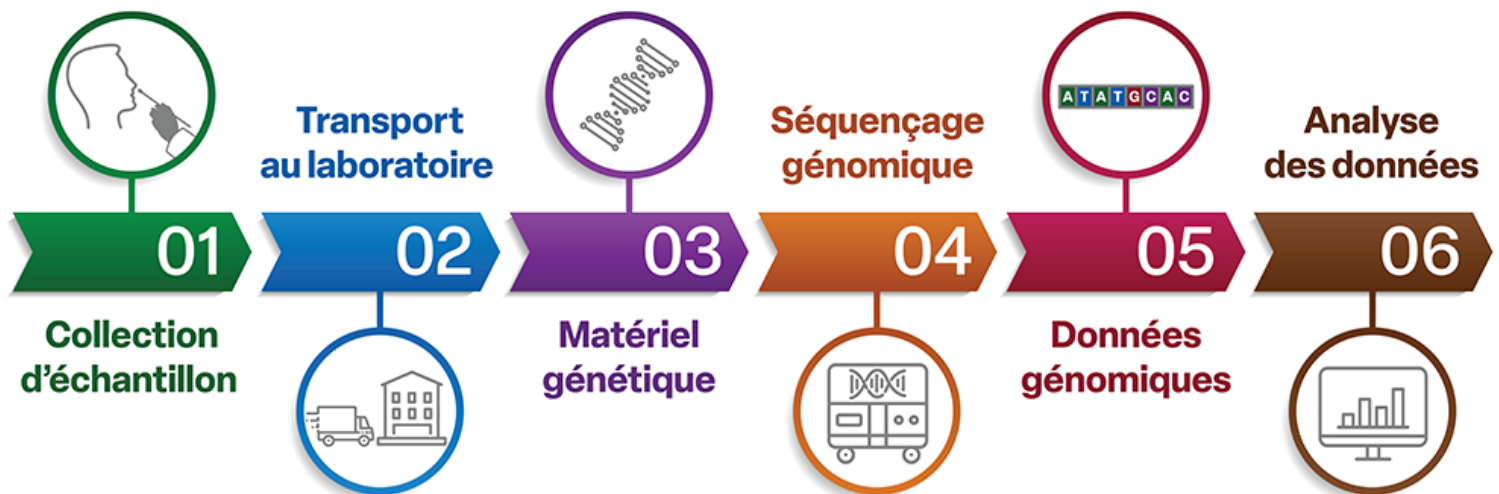 01
Collection
d’échantillon
Transport
au laboratoire
02
03
Matériel
génétique
Séquençage
génomique
04
ATATGCAC
05
Données
génomiques
Analyse
des données
06